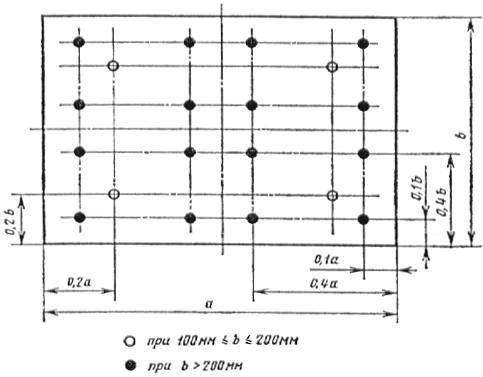 b
0,1b
0,4b
0,2b
0,1a
0,2a
0,4a
a
при 100мм ≤ b ≤ 200мм
при b > 200мм